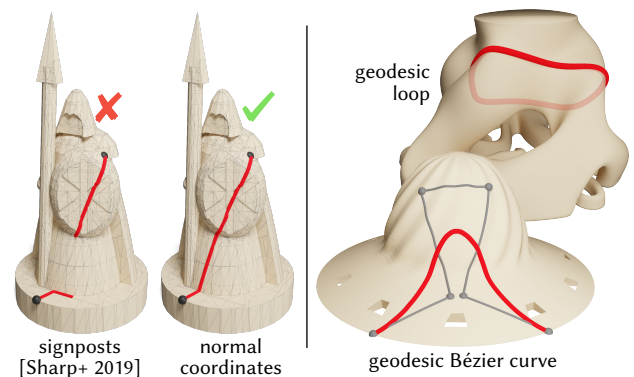 signposts
[Sharp+ 2019]
normal
coordinates
geodesic
loop
geodesic Bézier curve